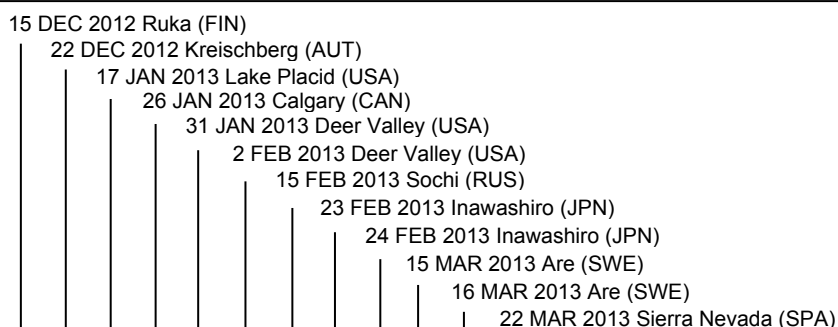 15 DEC 2012 Ruka (FIN)
22 DEC 2012 Kreischberg (AUT)
17 JAN 2013 Lake Placid (USA)
26 JAN 2013 Calgary (CAN)
31 JAN 2013 Deer Valley (USA)
2 FEB 2013 Deer Valley (USA)
15 FEB 2013 Sochi (RUS)
23 FEB 2013 Inawashiro (JPN)
24 FEB 2013 Inawashiro (JPN)
15 MAR 2013 Are (SWE)
16 MAR 2013 Are (SWE)
22 MAR 2013 Sierra Nevada (SPA)